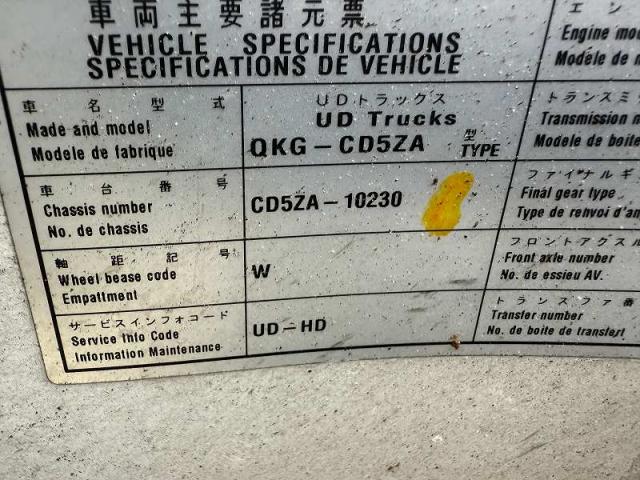 車両主要諸元票
VEHICLE SPECIFICATIONS
SPECIFICATIONS DE VEHICLE
車名型式
Made and model
Modele de fabrique
UDトラックス
UD Trucks
QKG-CD5ZA 型
TYPE
車台番号
Chassis number
No. de chassis
CD5ZA-10230
軸距記号
Wheel bease code
Empattment
W
サービスインフォコード
Service Info Code
Information Maintenance
UD-HD
エン
Engine mo
Modele de
トランスミ
Transmission
Modele de boite
ファイナルギ
Final gear type
Type de renvoi d'an
フロントアクスル
Front axle number
No. de essieu AV.
トランスファ番
Transfer number
No. de boite de transfert